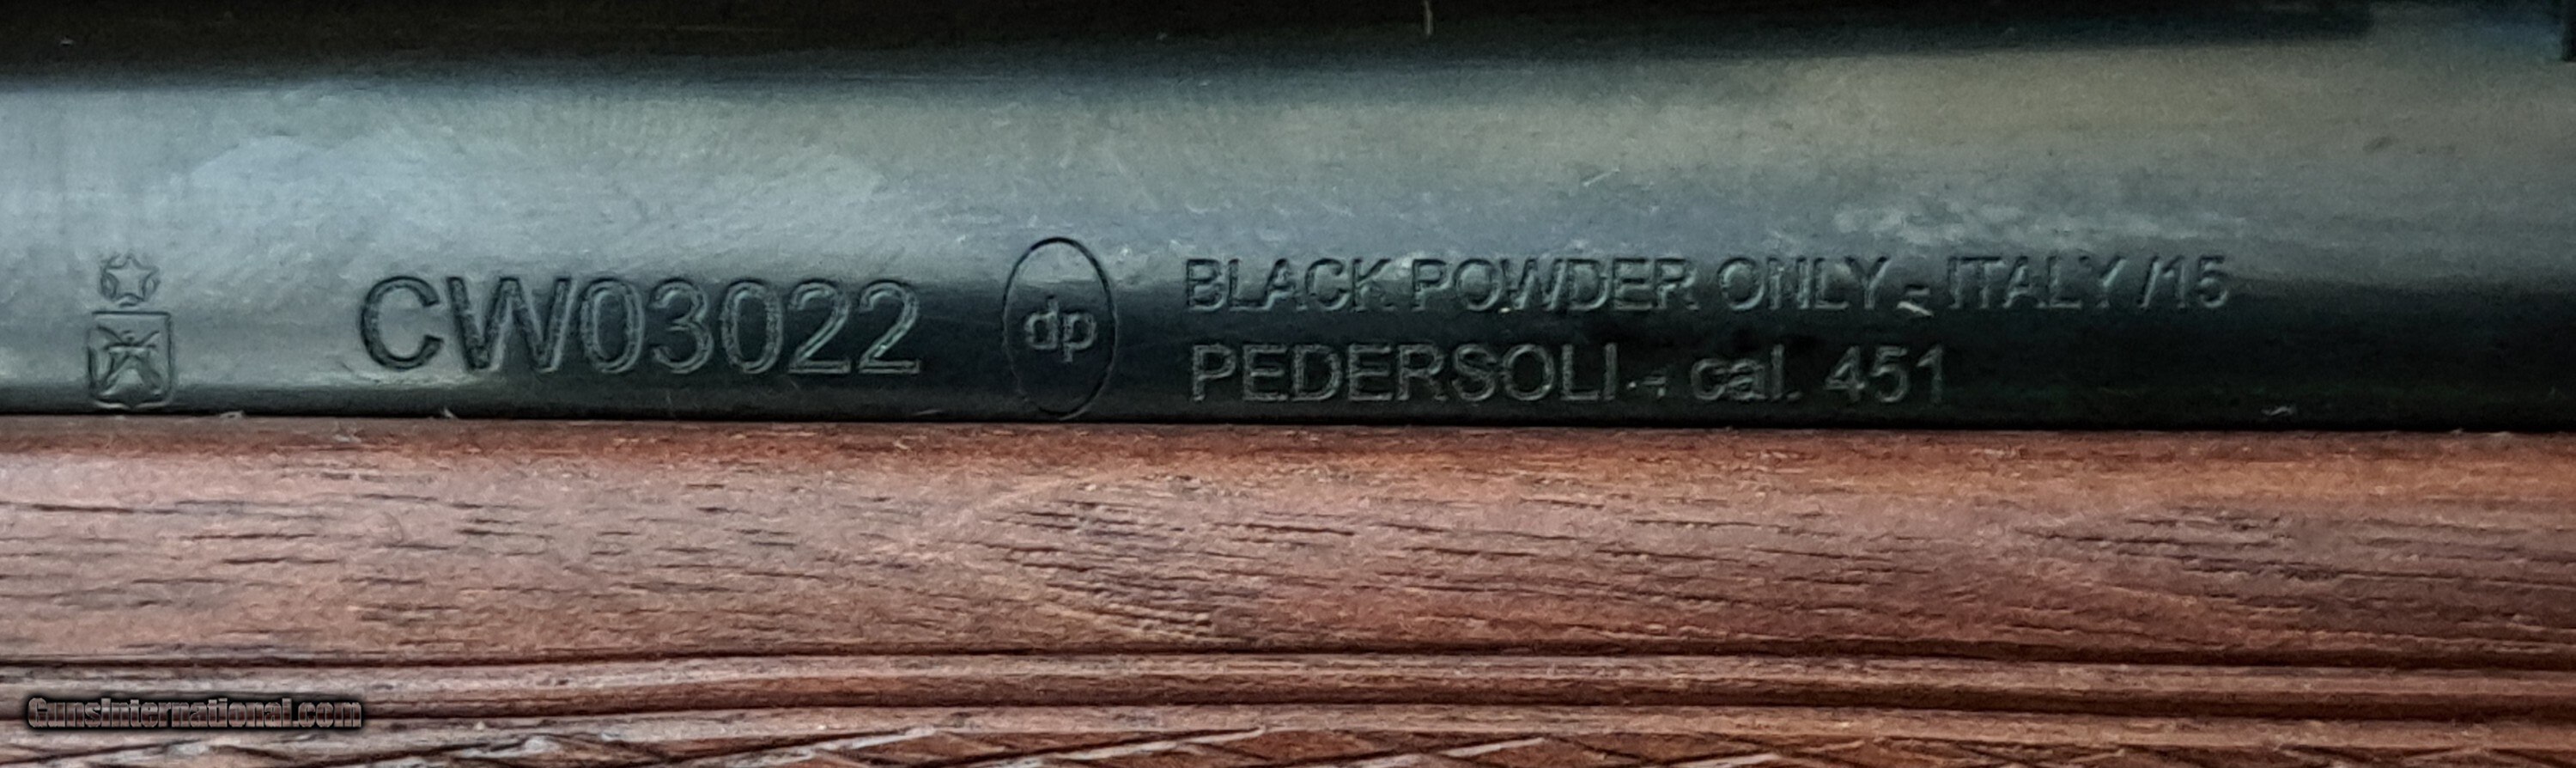 CW03022
dp
BLACK POWDER ONLY - ITALY /15
PEDERSOLI - cal. 451
GunsInternational.com